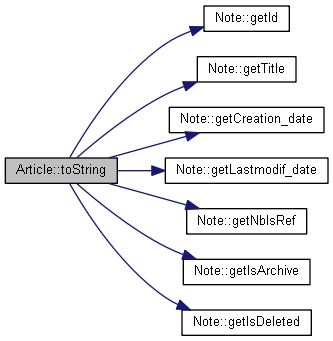 Note::getId
Note::getTitle
Note::getCreation_date
Article::toString
Note::getLastmodif_date
Note::getNbIsRef
Note::getIsArchive
Note::getIsDeleted